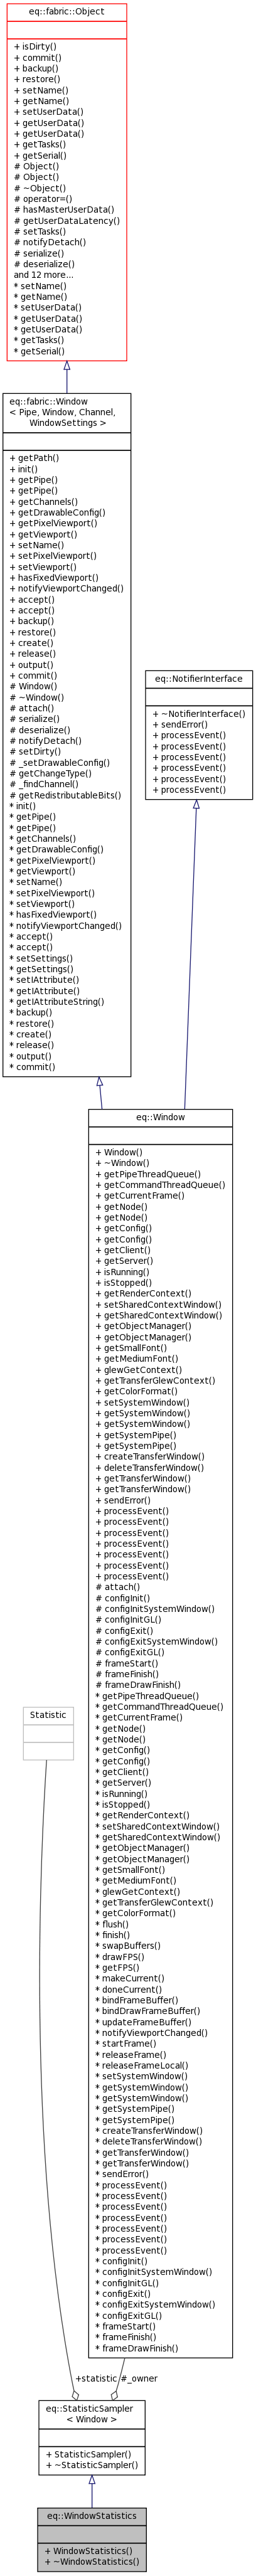 eq::fabric::Object
+ isDirty()
+ commit()
+ backup()
+ restore()
+ setName()
+ getName()
+ setUserData()
+ getUserData()
+ getUserData()
+ getTasks()
+ getSerial()
# Object()
# Object()
# ~Object()
# operator=()
# hasMasterUserData()
# getUserDataLatency()
# setTasks()
# notifyDetach()
# serialize()
# deserialize()
and 12 more...
* setName()
* getName()
* setUserData()
* getUserData()
* getUserData()
* getTasks()
* getSerial()
eq::fabric::Window
< Pipe, Window, Channel,
WindowSettings >
+ getPath()
+ init()
+ getPipe()
+ getPipe()
+ getChannels()
+ getDrawableConfig()
+ getPixelViewport()
+ getViewport()
+ setName()
+ setPixelViewport()
+ setViewport()
+ hasFixedViewport()
+ notifyViewportChanged()
+ accept()
+ accept()
+ backup()
+ restore()
+ create()
+ release()
+ output()
+ commit()
# Window()
# ~Window()
# attach()
# serialize()
# deserialize()
# notifyDetach()
# setDirty()
# _setDrawableConfig()
# getChangeType()
# _findChannel()
# getRedistributableBits()
* init()
* getPipe()
* getPipe()
* getChannels()
* getDrawableConfig()
* getPixelViewport()
* getViewport()
* setName()
* setPixelViewport()
* setViewport()
* hasFixedViewport()
* notifyViewportChanged()
* accept()
* accept()
* setSettings()
* getSettings()
* setIAttribute()
* getIAttribute()
* getIAttributeString()
* backup()
* restore()
* create()
* release()
* output()
* commit()
eq::NotifierInterface
+ ~NotifierInterface()
+ sendError()
+ processEvent()
+ processEvent()
+ processEvent()
+ processEvent()
+ processEvent()
+ processEvent()
eq::Window
+ Window()
+ ~Window()
+ getPipeThreadQueue()
+ getCommandThreadQueue()
+ getCurrentFrame()
+ getNode()
+ getNode()
+ getConfig()
+ getConfig()
+ getClient()
+ getServer()
+ isRunning()
+ isStopped()
+ getRenderContext()
+ setSharedContextWindow()
+ getSharedContextWindow()
+ getObjectManager()
+ getObjectManager()
+ getSmallFont()
+ getMediumFont()
+ glewGetContext()
+ getTransferGlewContext()
+ getColorFormat()
+ setSystemWindow()
+ getSystemWindow()
+ getSystemWindow()
+ getSystemPipe()
+ getSystemPipe()
+ createTransferWindow()
+ deleteTransferWindow()
+ getTransferWindow()
+ getTransferWindow()
+ sendError()
+ processEvent()
+ processEvent()
+ processEvent()
+ processEvent()
+ processEvent()
+ processEvent()
+ processEvent()
# attach()
# configInit()
# configInitSystemWindow()
# configInitGL()
# configExit()
# configExitSystemWindow()
# configExitGL()
# frameStart()
# frameFinish()
# frameDrawFinish()
* getPipeThreadQueue()
* getCommandThreadQueue()
* getCurrentFrame()
* getNode()
* getNode()
* getConfig()
* getConfig()
* getClient()
* getServer()
* isRunning()
* isStopped()
* getRenderContext()
* setSharedContextWindow()
* getSharedContextWindow()
* getObjectManager()
* getObjectManager()
* getSmallFont()
* getMediumFont()
* glewGetContext()
* getTransferGlewContext()
* getColorFormat()
* flush()
* finish()
* swapBuffers()
* drawFPS()
* getFPS()
* makeCurrent()
* doneCurrent()
* bindFrameBuffer()
* bindDrawFrameBuffer()
* updateFrameBuffer()
* notifyViewportChanged()
* startFrame()
* releaseFrame()
* releaseFrameLocal()
* setSystemWindow()
* getSystemWindow()
* getSystemWindow()
* getSystemPipe()
* getSystemPipe()
* createTransferWindow()
* deleteTransferWindow()
* getTransferWindow()
* getTransferWindow()
* sendError()
* processEvent()
* processEvent()
* processEvent()
* processEvent()
* processEvent()
* processEvent()
* processEvent()
* configInit()
* configInitSystemWindow()
* configInitGL()
* configExit()
* configExitSystemWindow()
* configExitGL()
* frameStart()
* frameFinish()
* frameDrawFinish()
Statistic
+statistic #_owner
eq::StatisticSampler
< Window >
+ StatisticSampler()
+ ~StatisticSampler()
eq::WindowStatistics
+ WindowStatistics()
+ ~WindowStatistics()